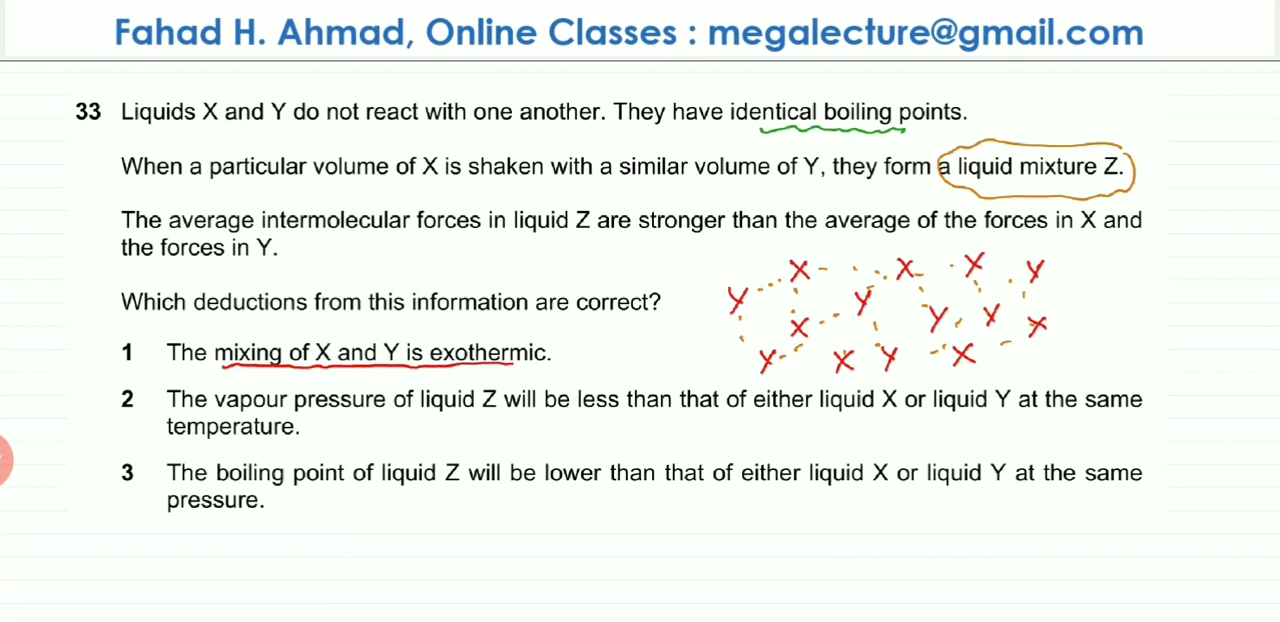 Fahad H. Ahmad, Online Classes : megalecture@gmail.com
33 Liquids X and Y do not react with one another. They have identical boiling points.
When a particular volume of X is shaken with a similar volume of Y, they form a liquid mixture Z.
The average intermolecular forces in liquid Z are stronger than the average of the forces in X and
the forces in Y.
X X X Y
Which deductions from this information are correct?
Y Y Y X
X X
1 The mixing of X and Y is exothermic.
Y X Y X
2 The vapour pressure of liquid Z will be less than that of either liquid X or liquid Y at the same
temperature.
3 The boiling point of liquid Z will be lower than that of either liquid X or liquid Y at the same
pressure.